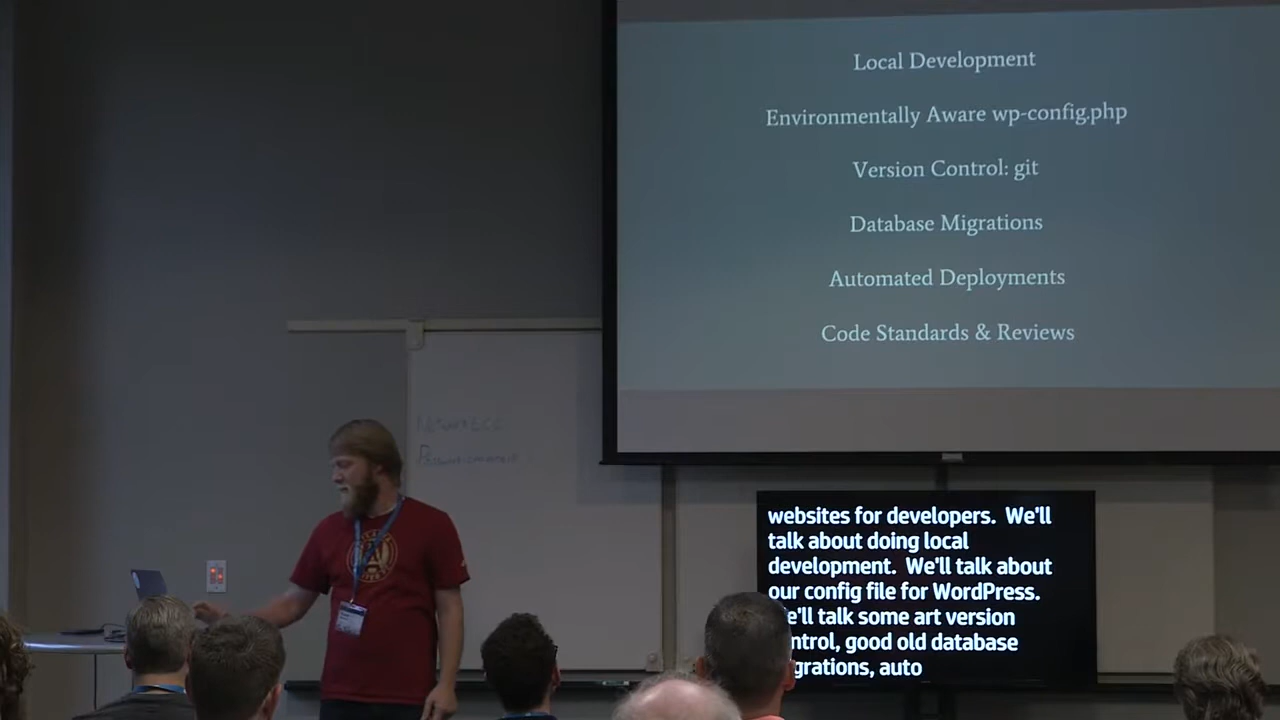 Local Development
Environmentally Aware wp-config.php
Version Control: git
Database Migrations
Automated Deployments
Code Standards & Reviews
websites for developers. We'll
talk about doing local
development. We'll talk about
our config file for WordPress.
e'll talk some art version
ntrol, good old database
grations, auto